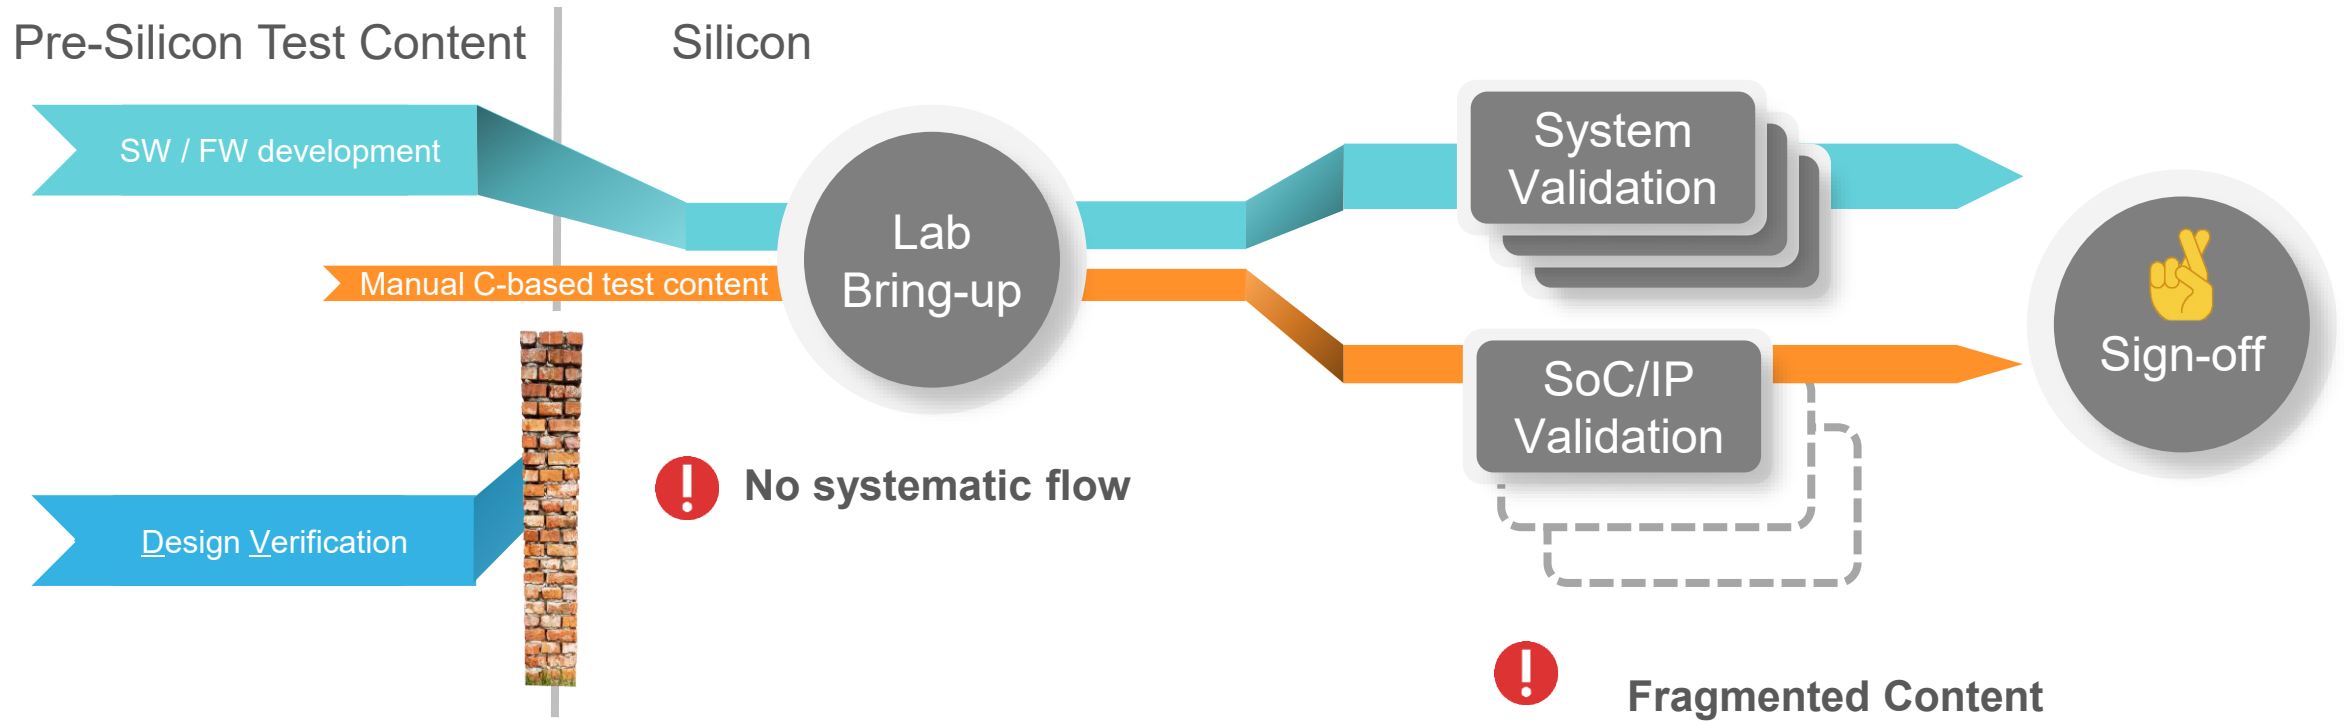 Pre-Silicon Test Content
Silicon
SW / FW development
Manual C-based test content
Design Verification
Lab
Bring-up
System
Validation
SoC/IP
Validation
Sign-off
No systematic flow
Fragmented Content